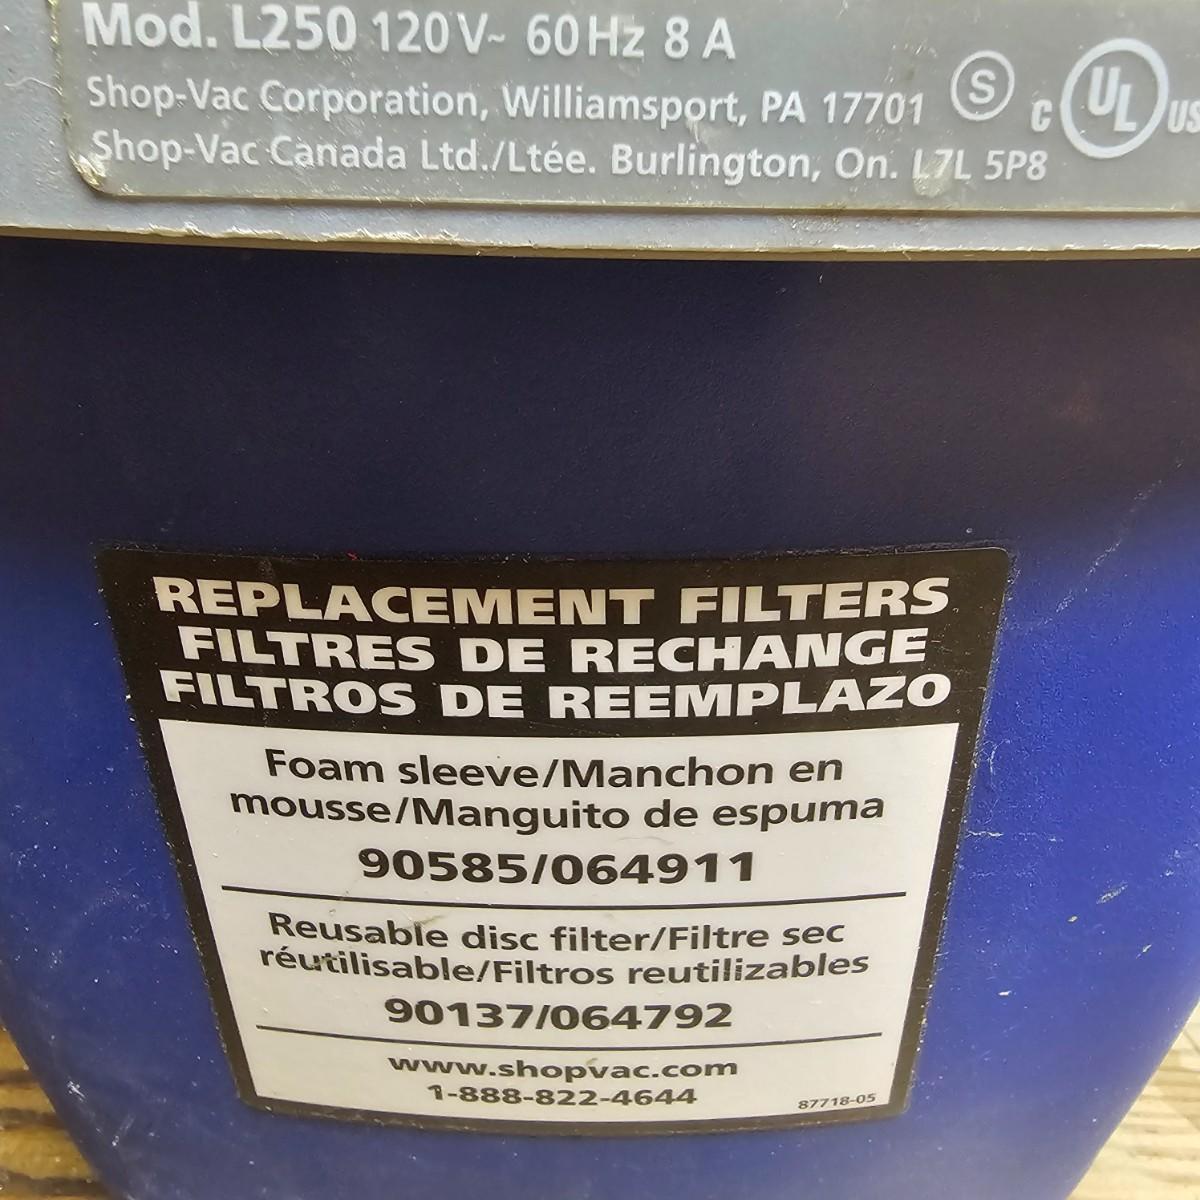 Mod. L250 120V~ 60Hz 8 A
Shop-Vac Corporation, Williamsport, PA 17701 S C UL US
Shop-Vac Canada Ltd./Ltée. Burlington, On. L7L 5P8
REPLACEMENT FILTERS
FILTRES DE RECHANGE
FILTROS DE REEMPLAZO
Foam sleeve/Manchon en
mousse/Manguito de espuma
90585/064911
Reusable disc filter/Filtre sec
réutilisable/Filtros reutilizables
90137/064792
www.shopvac.com
1-888-822-4644
87718-05